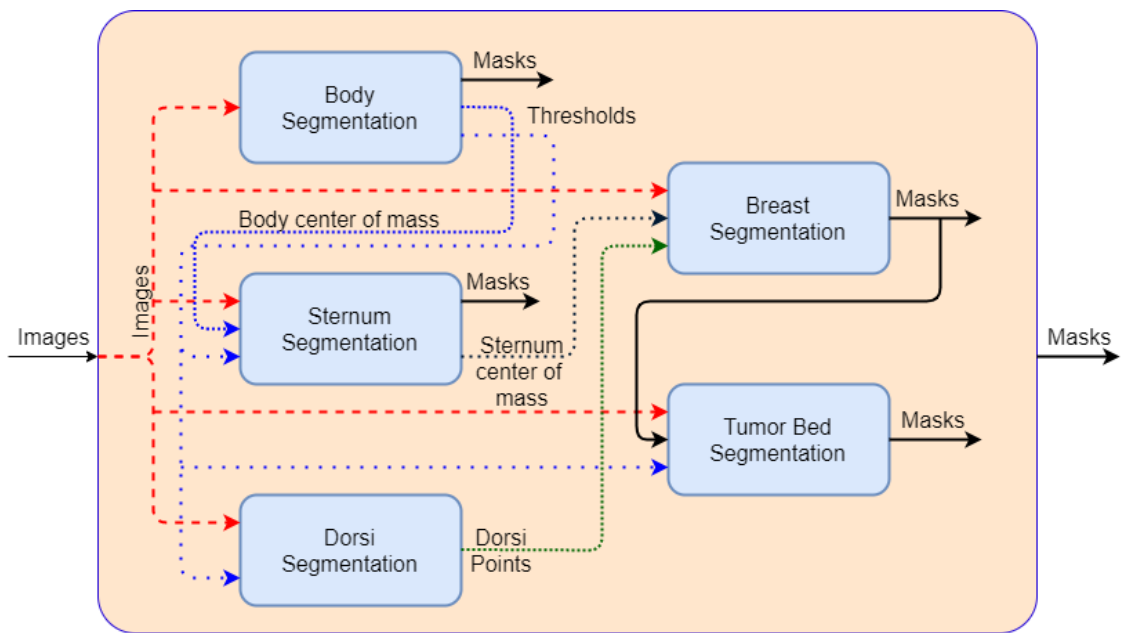 Masks
Body
Segmentation
Thresholds
Masks
Breast
Segmentation
Body center of mass
Images
Masks
Sternum
Segmentation
Images
Sternum
center of
mass
Masks
Masks
Tumor Bed
Segmentation
Dorsi
Segmentation
Dorsi
Points